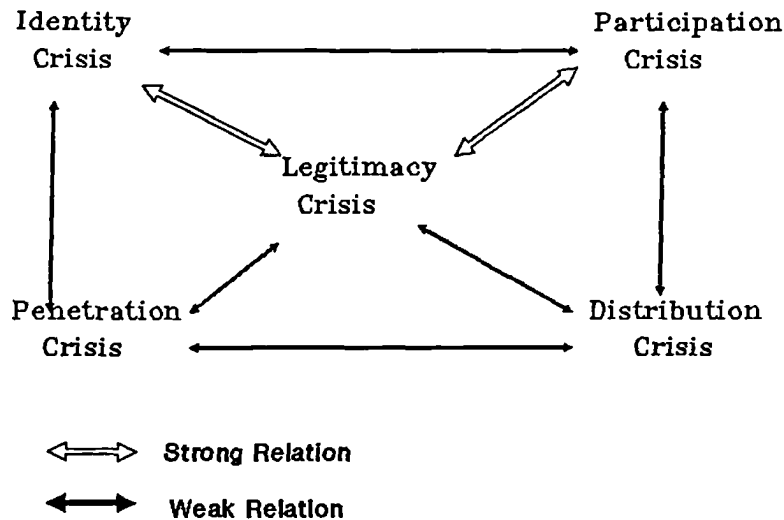 Identity
Crisis
Participation
Crisis
Legitimacy
Crisis
Penetration
Crisis
Distribution
Crisis
Strong Relation
Weak Relation